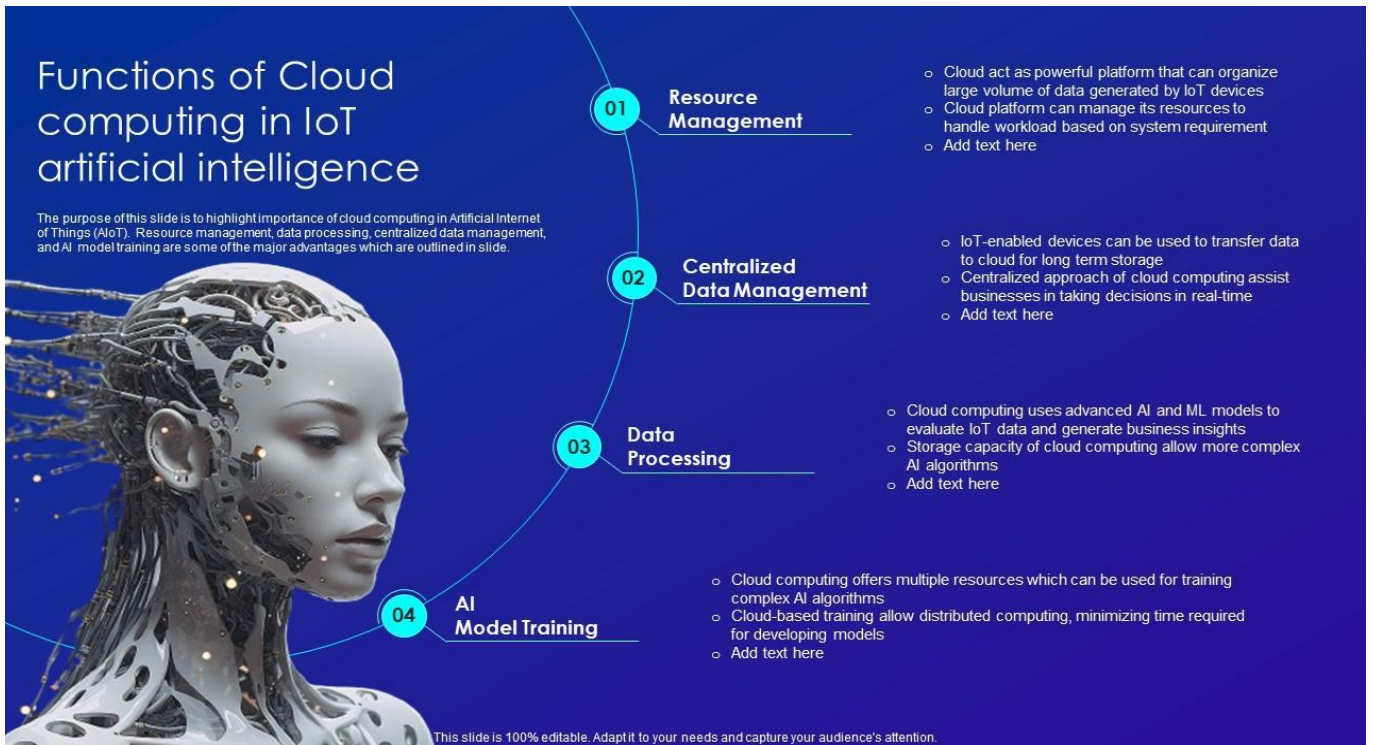 Functions of Cloud
computing in IoT
artificial intelligence
The purpose of this slide is to highlight importance of cloud computing in Artificial Internet
of Things (AIoT). Resource management, data processing, centralized data management,
and AI model training are some of the major advantages which are outlined in slide.
01
Resource
Management
o Cloud act as powerful platform that can organize
large volume of data generated by IoT devices
o Cloud platform can manage its resources to
handle workload based on system requirement
o Add text here
02
Centralized
Data Management
o IoT-enabled devices can be used to transfer data
to cloud for long term storage
o Centralized approach of cloud computing assist
businesses in taking decisions in real-time
o Add text here
03
Data
Processing
o Cloud computing uses advanced AI and ML models to
evaluate IoT data and generate business insights
o Storage capacity of cloud computing allow more complex
AI algorithms
o Add text here
04
AI
Model Training
o Cloud computing offers multiple resources which can be used for training
complex AI algorithms
o Cloud-based training allow distributed computing, minimizing time required
for developing models
o Add text here
This slide is 100% editable. Adapt it to your needs and capture your audience's attention.